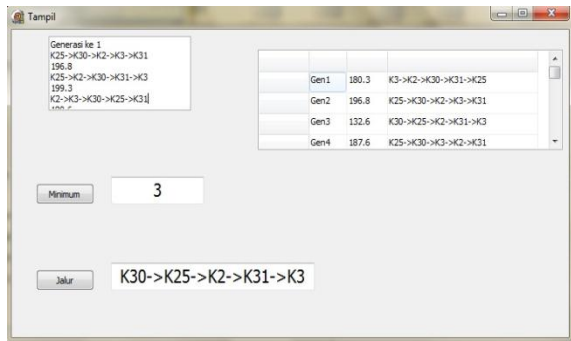 Tampil
Generasi ke 1
K25->K30->K2->K3->K31
196.8
K25->K2->K30->K31->K3
199.3
K2->K3->K30->K25->K31
Gen1 180.3 K3->K2->K30->K31->K25
Gen2 196.8 K25->K30->K2->K3->K31
Gen3 132.6 K30->K25->K2->K31->K3
Gen4 187.6 K25->K30->K3->K2->K31
Minimum 3
Jalur K30->K25->K2->K31->K3